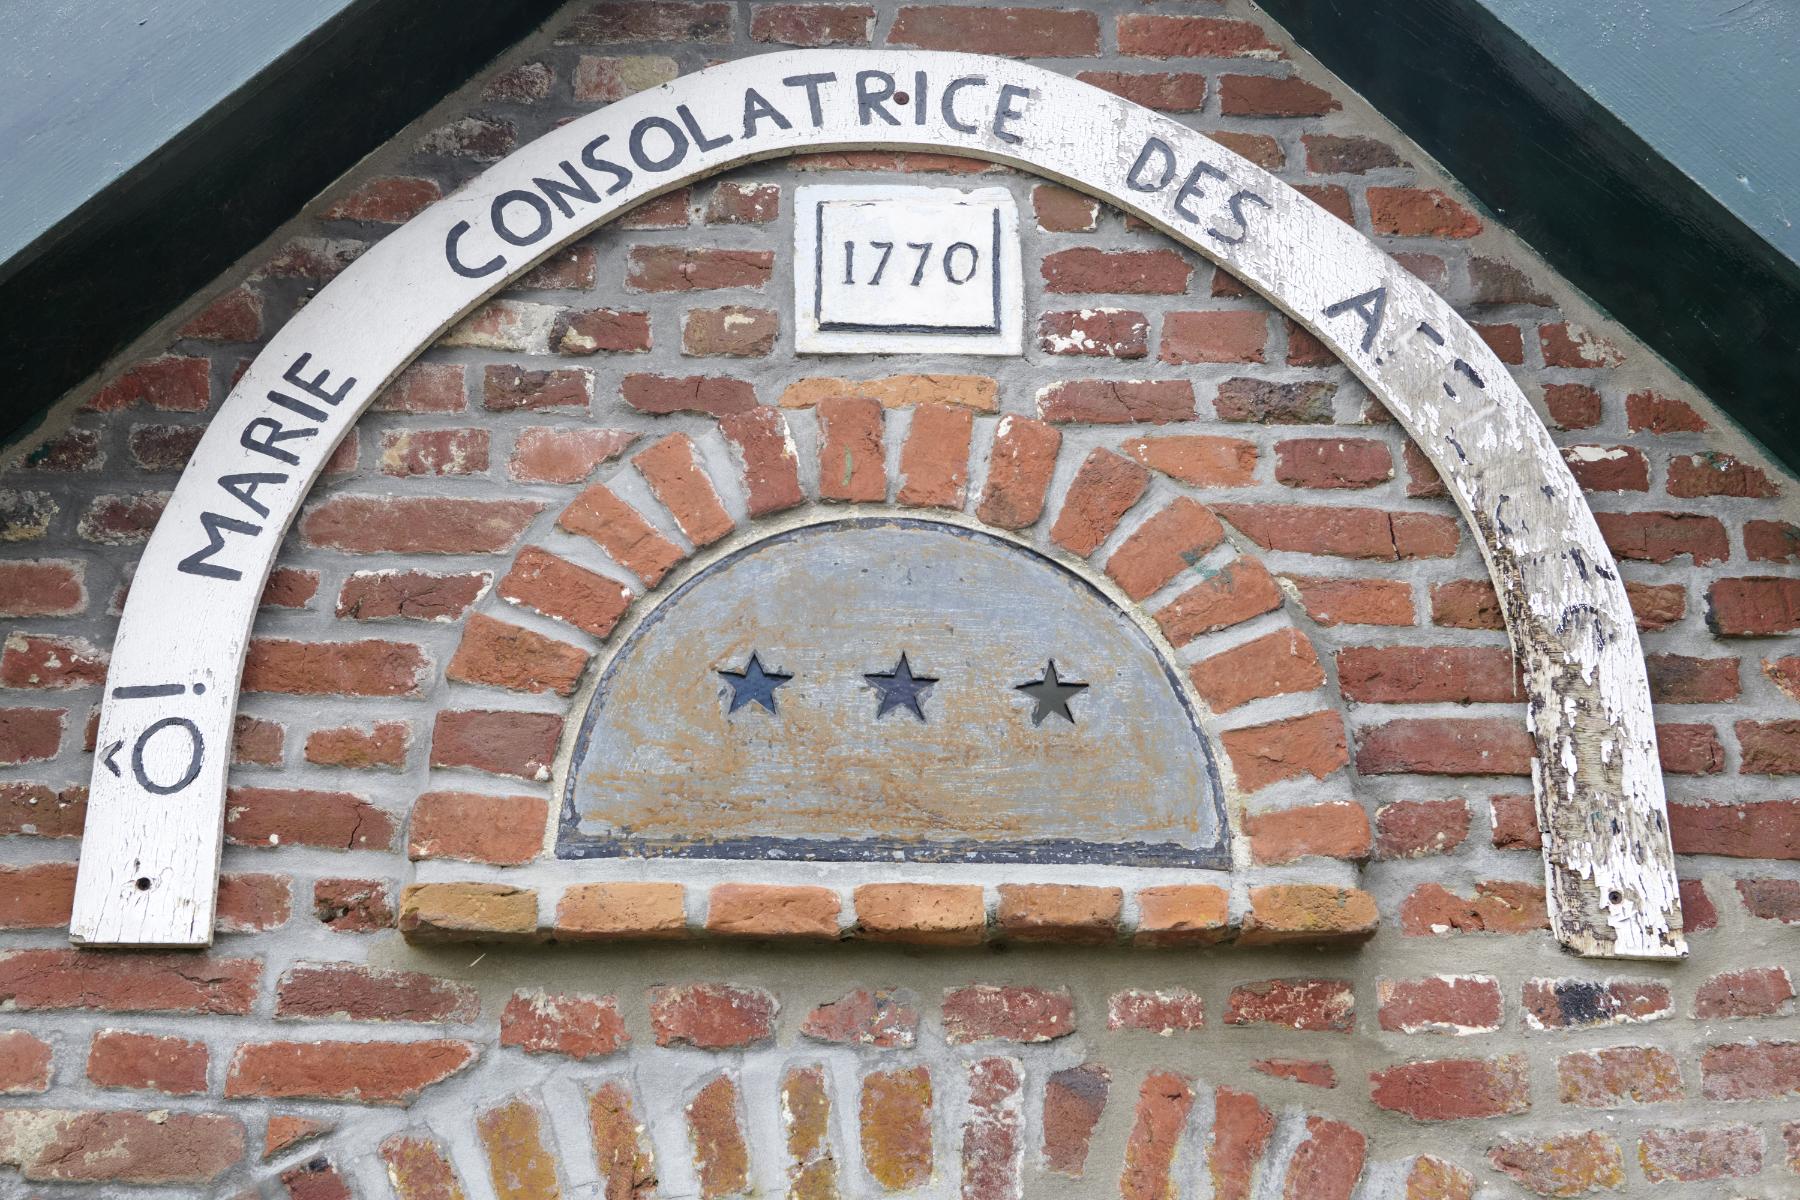 Ô! MARIE CONSOLATRICE DES
1770